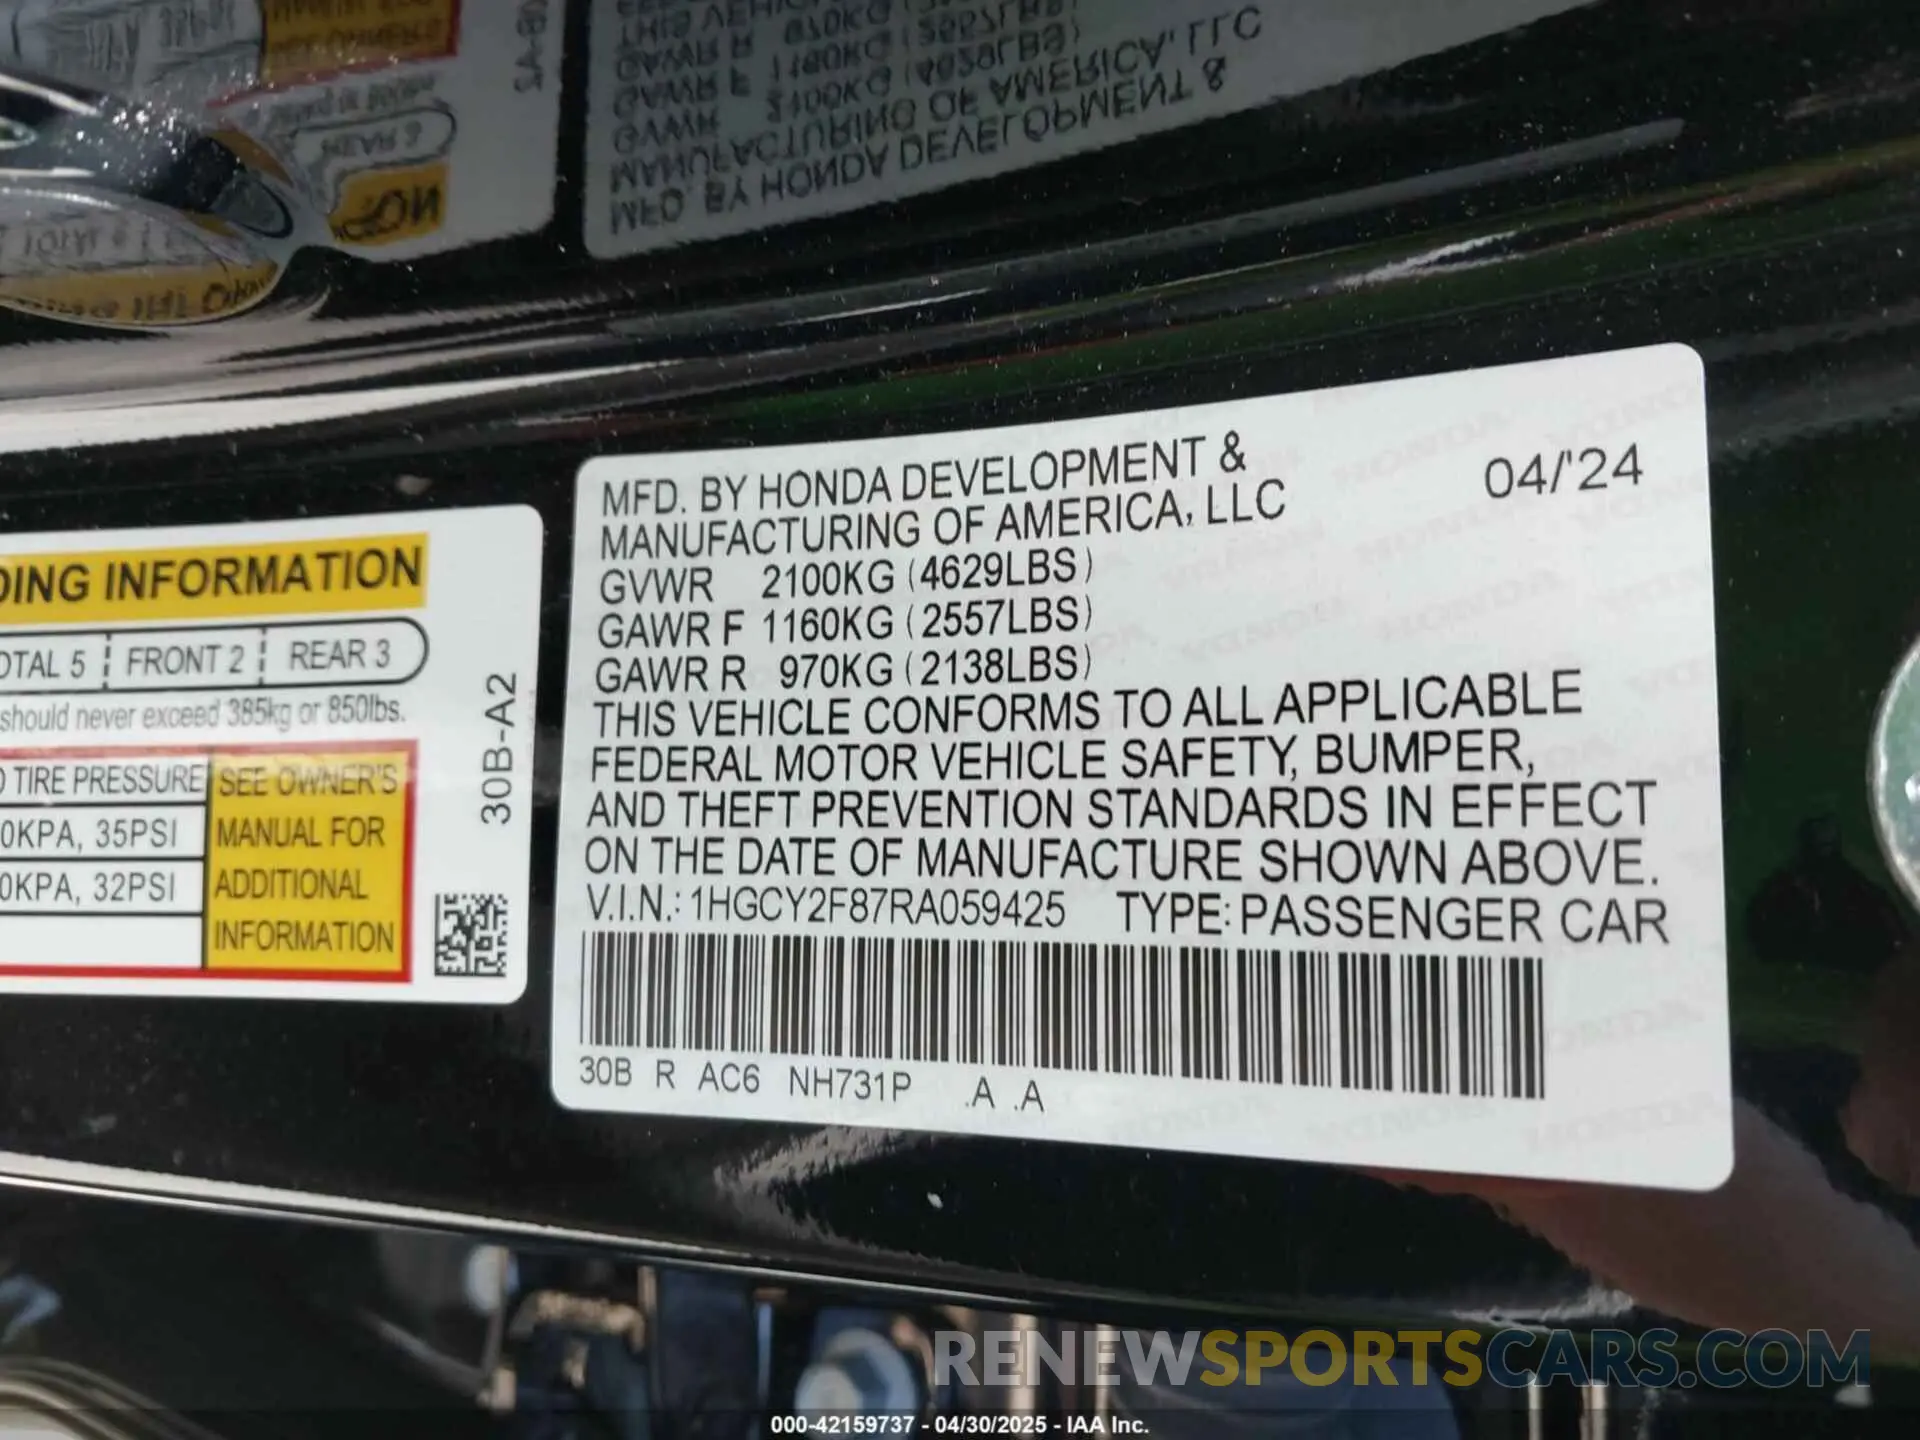 MFD. BY HONDA DEVELOPMENT &
MANUFACTURING OF AMERICA, LLC
04/'24
GVWR 2100KG (4629LBS)
GAWR F 1160KG (2557LBS)
GAWR R 970KG (2138LBS)
THIS VEHICLE CONFORMS TO ALL APPLICABLE
FEDERAL MOTOR VEHICLE SAFETY, BUMPER,
AND THEFT PREVENTION STANDARDS IN EFFECT
ON THE DATE OF MANUFACTURE SHOWN ABOVE.
V.I.N.: 1HGCY2F87RA059425 TYPE: PASSENGER CAR
30B R AC6 NH731P .A .A
DING INFORMATION
OTAL 5 FRONT 2 REAR 3
should never exceed 385kg or 850lbs.
TIRE PRESSURE
0KPA, 35PSI
0KPA, 32PSI
SEE OWNER'S
MANUAL FOR
ADDITIONAL
INFORMATION
30B-A2
RENEWSPORTSCARS.COM
000-42159737 - 04/30/2025 - IAA Inc.